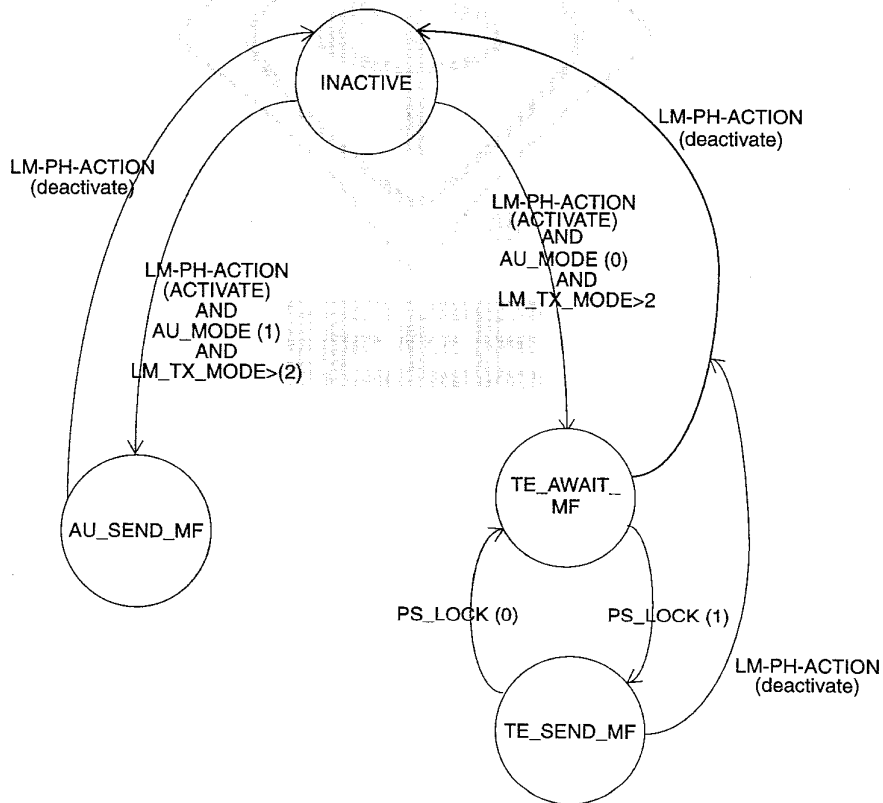 INACTIVE
LM-PH-ACTION
(deactivate)
LM-PH-ACTION
(deactivate)
LM-PH-ACTION
(ACTIVATE)
AND
AU_MODE (0)
AND
LM_TX_MODE>2
LM-PH-ACTION
(ACTIVATE)
AND
AU_MODE (1)
AND
LM_TX_MODE>(2)
AU_SEND_MF
TE_AWAIT_
MF
PS_LOCK (0)
PS_LOCK (1)
LM-PH-ACTION
(deactivate)
TE_SEND_MF